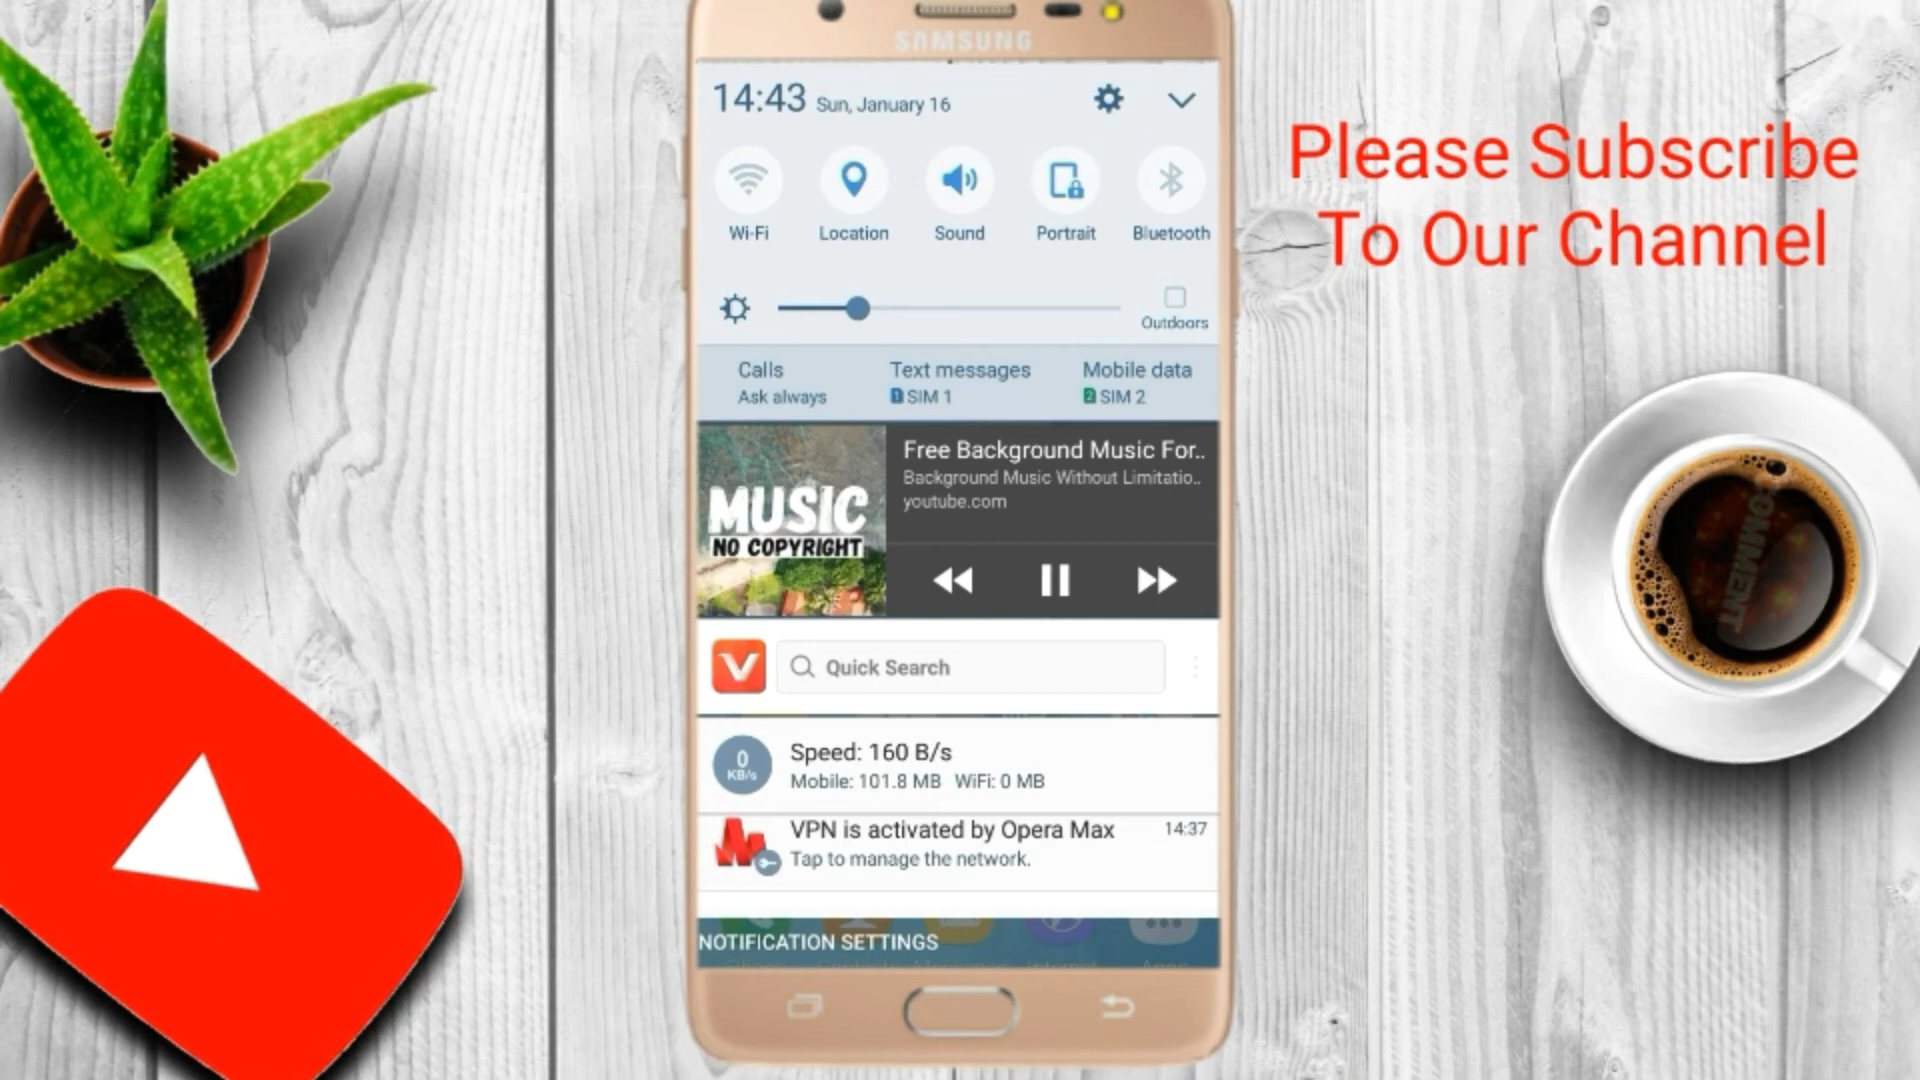 SAMSUNG
14:43 Sun, January 16
Please Subscribe
To Our Channel
Wi-Fi
Location
Sound
Portrait
Bluetooth
Outdoors
Calls
Ask always
Text messages
1 SIM 1
Mobile data
2 SIM 2
MUSIC
NO COPYRIGHT
Free Background Music For..
Background Music Without Limitatio..
youtube.com
Quick Search
0
KB/s
Speed: 160 B/s
Mobile: 101.8 MB WiFi: 0 MB
VPN is activated by Opera Max
14:37
Tap to manage the network.
NOTIFICATION SETTINGS
COMMENT